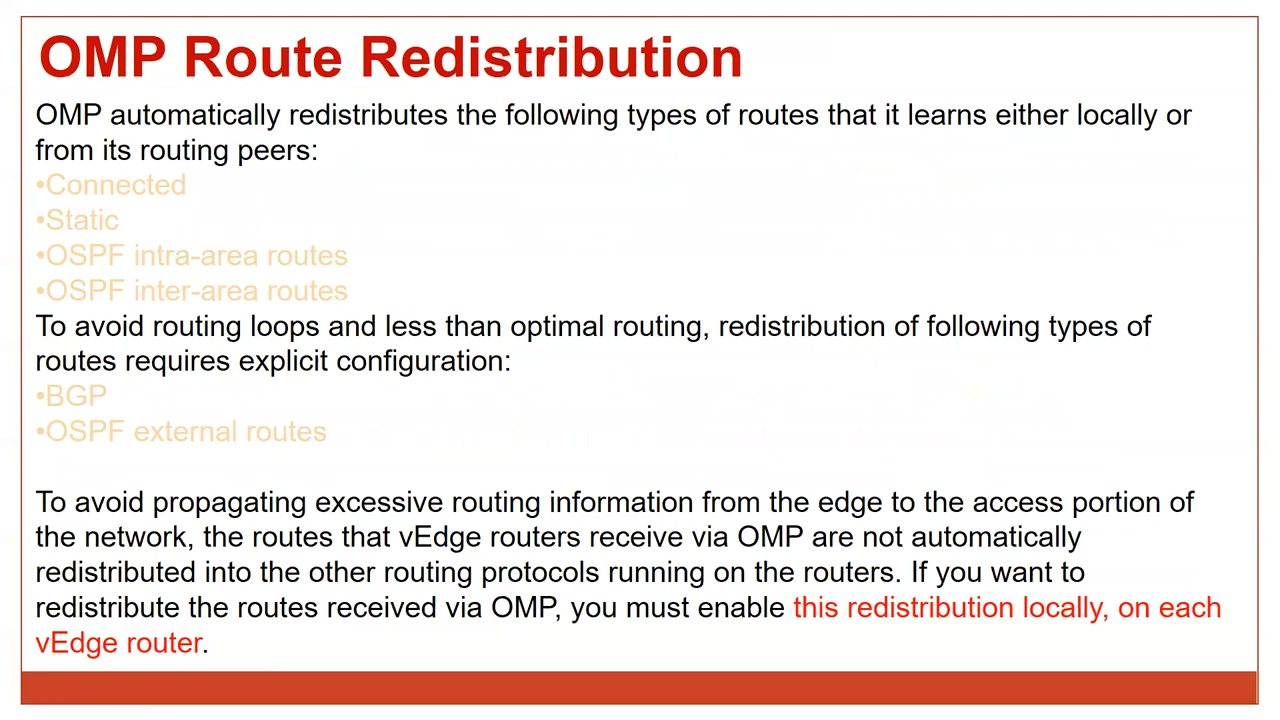 OMP Route Redistribution
OMP automatically redistributes the following types of routes that it learns either locally or
from its routing peers:
•Connected
•Static
•OSPF intra-area routes
•OSPF inter-area routes
To avoid routing loops and less than optimal routing, redistribution of following types of
routes requires explicit configuration:
•BGP
•OSPF external routes
To avoid propagating excessive routing information from the edge to the access portion of
the network, the routes that vEdge routers receive via OMP are not automatically
redistributed into the other routing protocols running on the routers. If you want to
redistribute the routes received via OMP, you must enable this redistribution locally, on each
vEdge router.